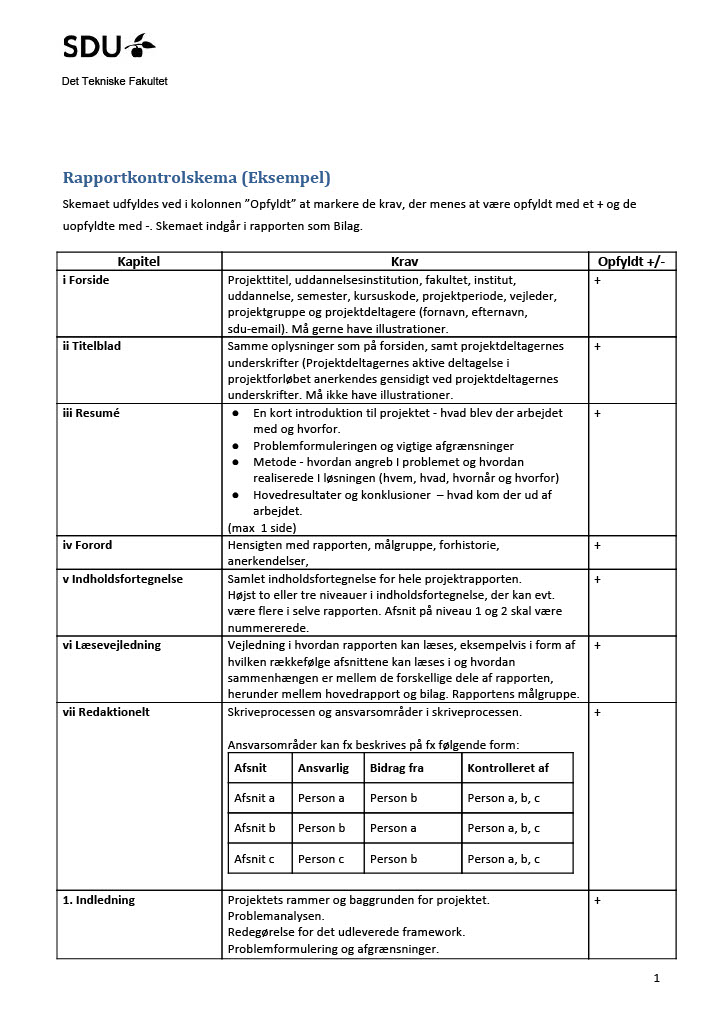 SDU
Det Tekniske Fakultet
Rapportkontrolskema (Eksempel)
Skemaet udfyldes ved i kolonnen ”Opfyldt” at markere de krav, der menes at være opfyldt med et + og de
uopfyldte med -. Skemaet indgår i rapporten som Bilag.
Kapitel Krav Opfyldt +/-
i Forside Projekttitel, uddannelsesinstitution, fakultet, institut, +
uddannelse, semester, kursuskode, projektperiode, vejleder,
projektgruppe og projektdeltagere (fornavn, efternavn,
sdu-email). Må gerne have illustrationer.
ii Titelblad Samme oplysninger som på forsiden, samt projektdeltagernes +
underskrifter (Projektdeltagernes aktive deltagelse i
projektforløbet anerkendes gensidigt ved projektdeltagernes
underskrifter. Må ikke have illustrationer.
iii Resumé ● En kort introduktion til projektet - hvad blev der arbejdet +
med og hvorfor.
● Problemformuleringen og vigtige afgrænsninger
● Metode - hvordan angreb I problemet og hvordan
realiserede I løsningen (hvem, hvad, hvornår og hvorfor)
● Hovedresultater og konklusioner – hvad kom der ud af
arbejdet.
(max 1 side)
iv Forord Hensigten med rapporten, målgruppe, forhistorie, +
anerkendelser,
v Indholdsfortegnelse Samlet indholdsfortegnelse for hele projektrapporten. +
Højst to eller tre niveauer i indholdsfortegnelse, der kan evt.
være flere i selve rapporten. Afsnit på niveau 1 og 2 skal være
nummererede.
vi Læsevejledning Vejledning i hvordan rapporten kan læses, eksempelvis i form af +
hvilken rækkefølge afsnittene kan læses i og hvordan
sammenhængen er mellem de forskellige dele af rapporten,
herunder mellem hovedrapport og bilag. Rapportens målgruppe.
vii Redaktionelt Skriveprocessen og ansvarsområder i skriveprocessen. +
Ansvarsområder kan fx beskrives på fx følgende form:
Afsnit Ansvarlig Bidrag fra Kontrolleret af
Afsnit a Person a Person b Person a, b, c
Afsnit b Person b Person a Person a, b, c
Afsnit c Person c Person b Person a, b, c
1. Indledning Projektets rammer og baggrunden for projektet. +
Problemanalysen.
Redegørelse for det udleverede framework.
Problemformulering og afgrænsninger.
1